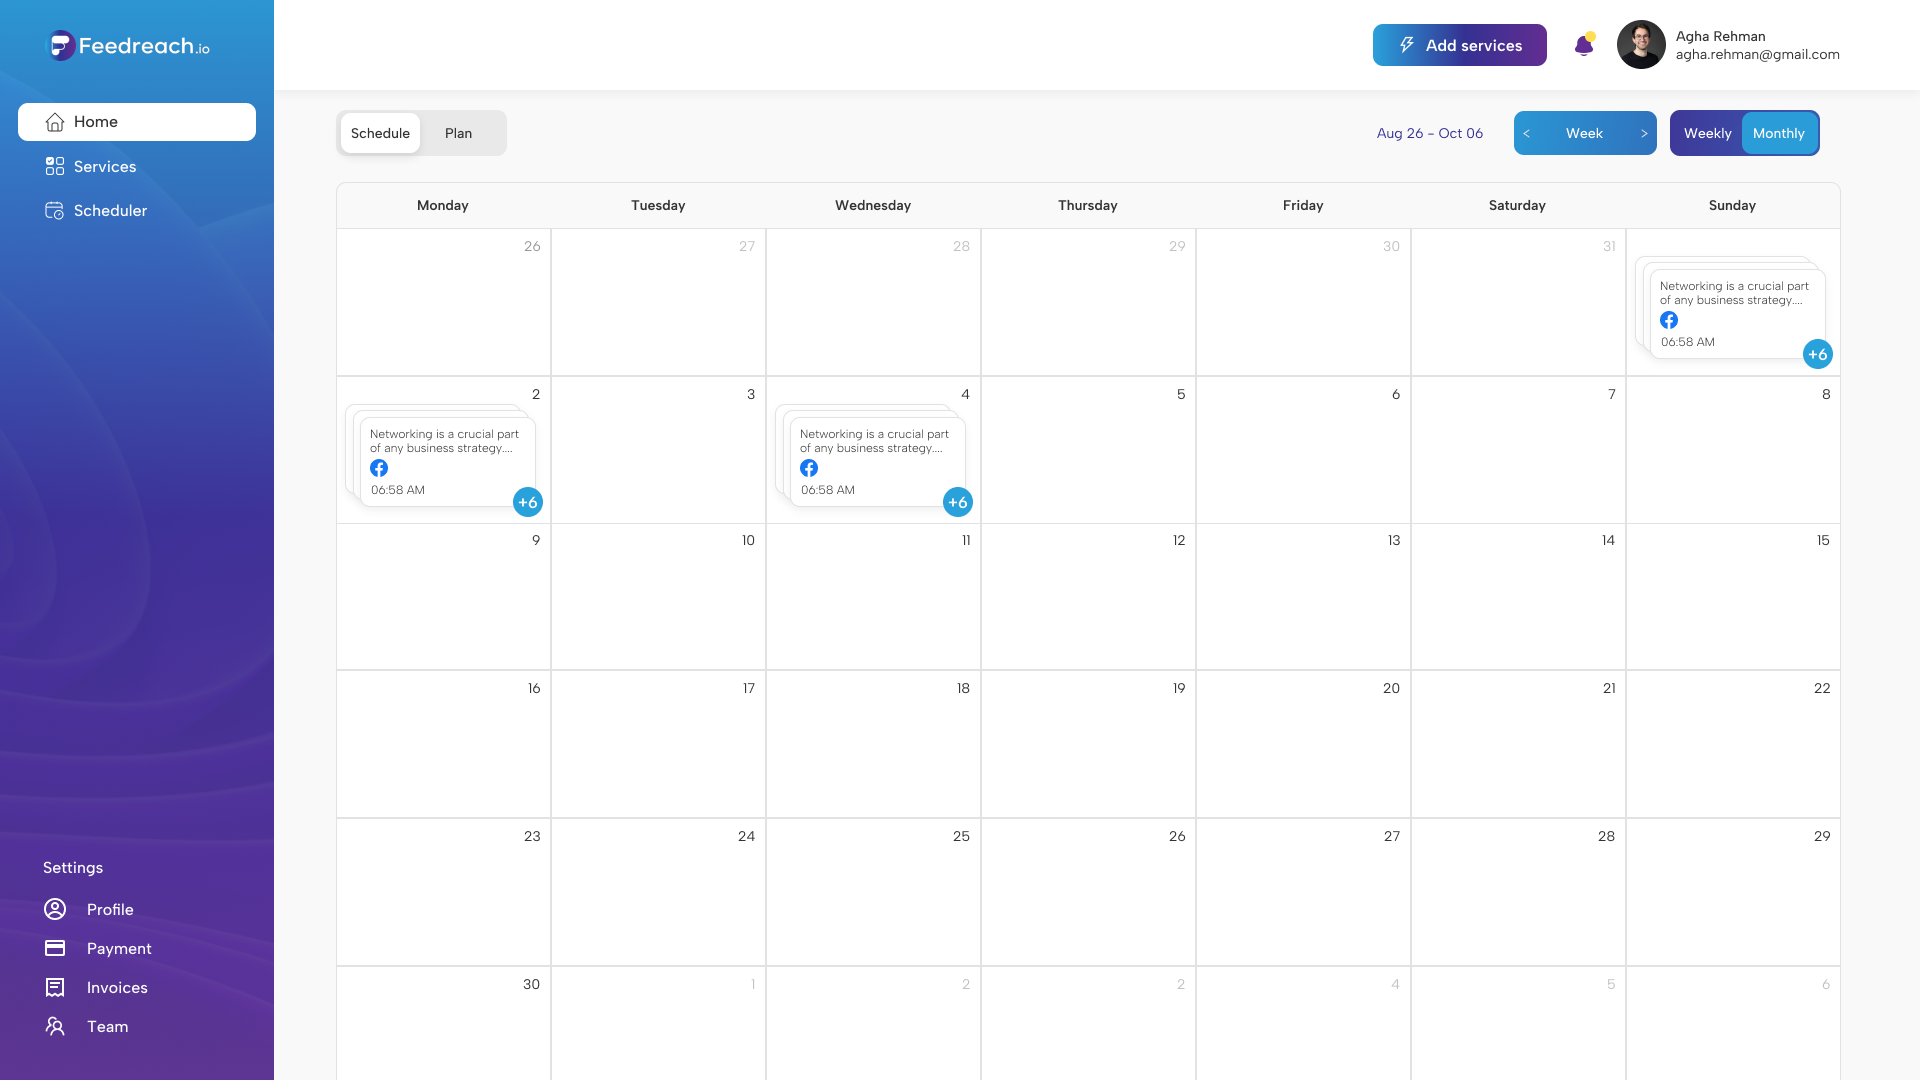 Feedreach.io
Home
Services
Scheduler
Settings
Profile
Payment
Invoices
Team
Add services
Agha Rehman
agha.rehman@gmail.com
Schedule
Plan
Aug 26 - Oct 06
< Week >
Weekly
Monthly
Monday Tuesday Wednesday Thursday Friday Saturday Sunday
26 27 28 29 30 31
Networking is a crucial part
of any business strategy....
06:58 AM
+6
2 3 4 5 6 7 8
Networking is a crucial part
of any business strategy....
06:58 AM
+6
Networking is a crucial part
of any business strategy....
06:58 AM
+6
9 10 11 12 13 14 15
16 17 18 19 20 21 22
23 24 25 26 27 28 29
30 1 2 2 4 5 6